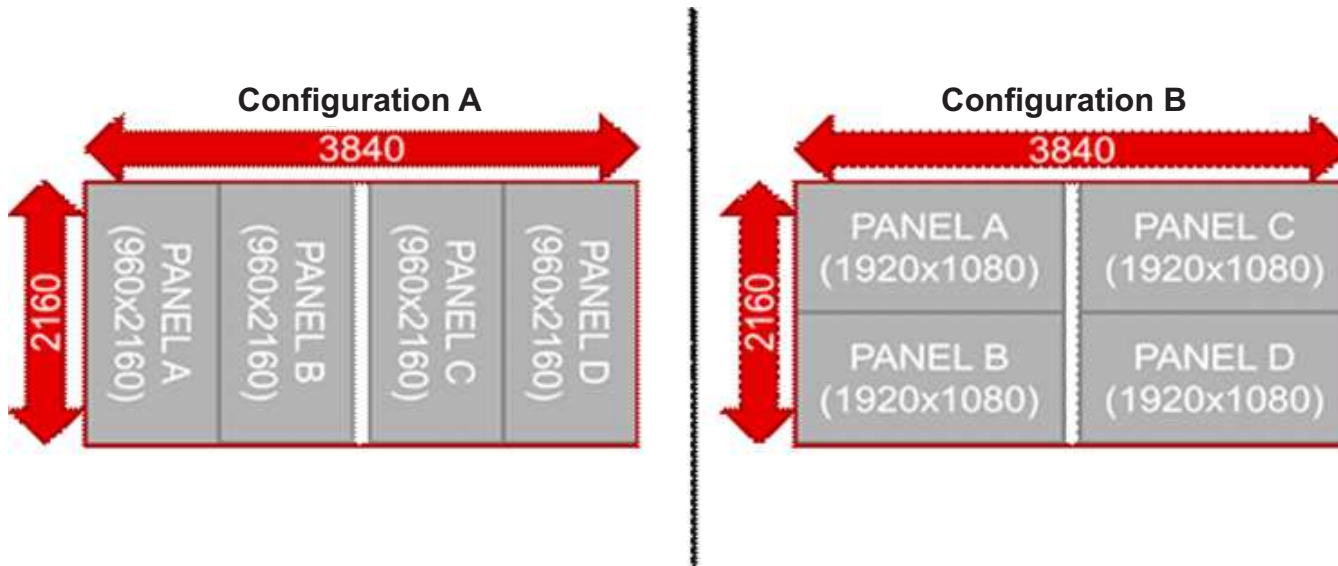 Configuration A
3840
2160
PANEL A
(960x2160)
PANEL B
(960x2160)
PANEL C
(960x2160)
PANEL D
(960x2160)
Configuration B
3840
2160
PANEL A
(1920x1080)
PANEL C
(1920x1080)
PANEL B
(1920x1080)
PANEL D
(1920x1080)